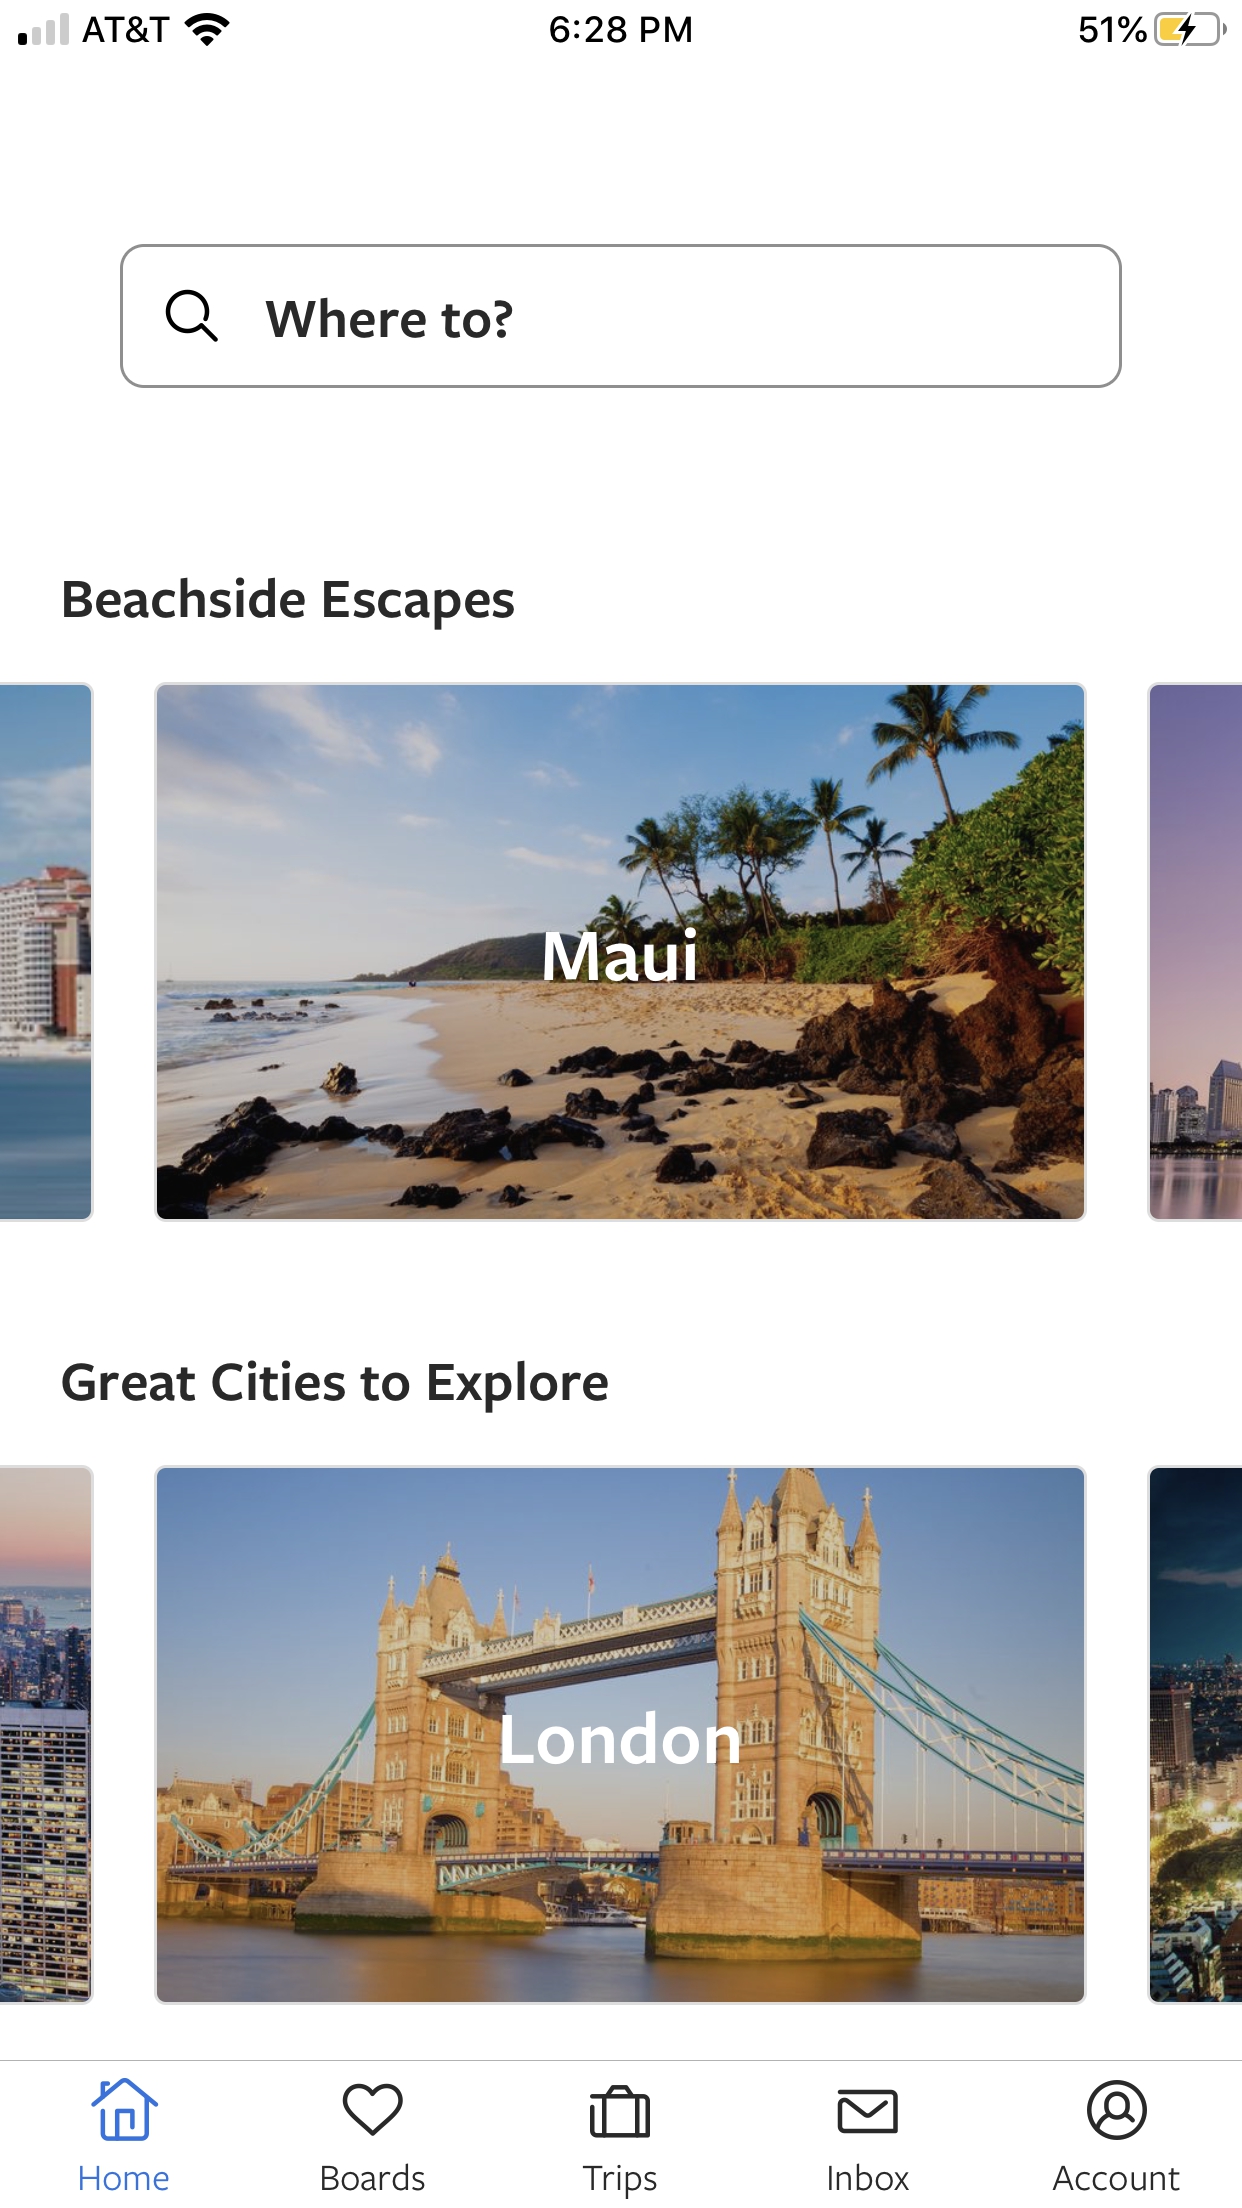 AT&T 6:28 PM 51%
Where to?
Beachside Escapes
Maui
Great Cities to Explore
London
Home Boards Trips Inbox Account